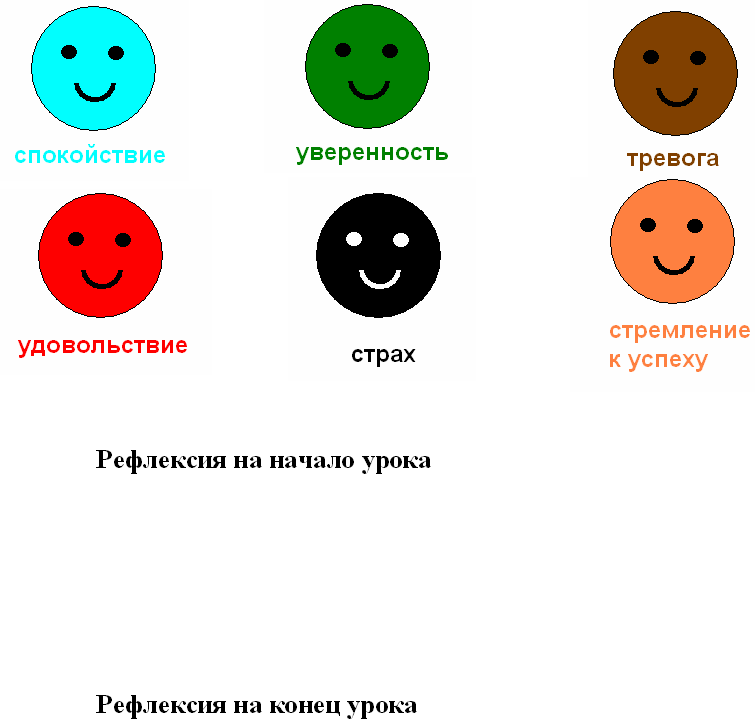 спокойствие
уверенность
тревога
удовольствие
страх
стремление
к успеху
Рефлексия на начало урока
Рефлексия на конец урока